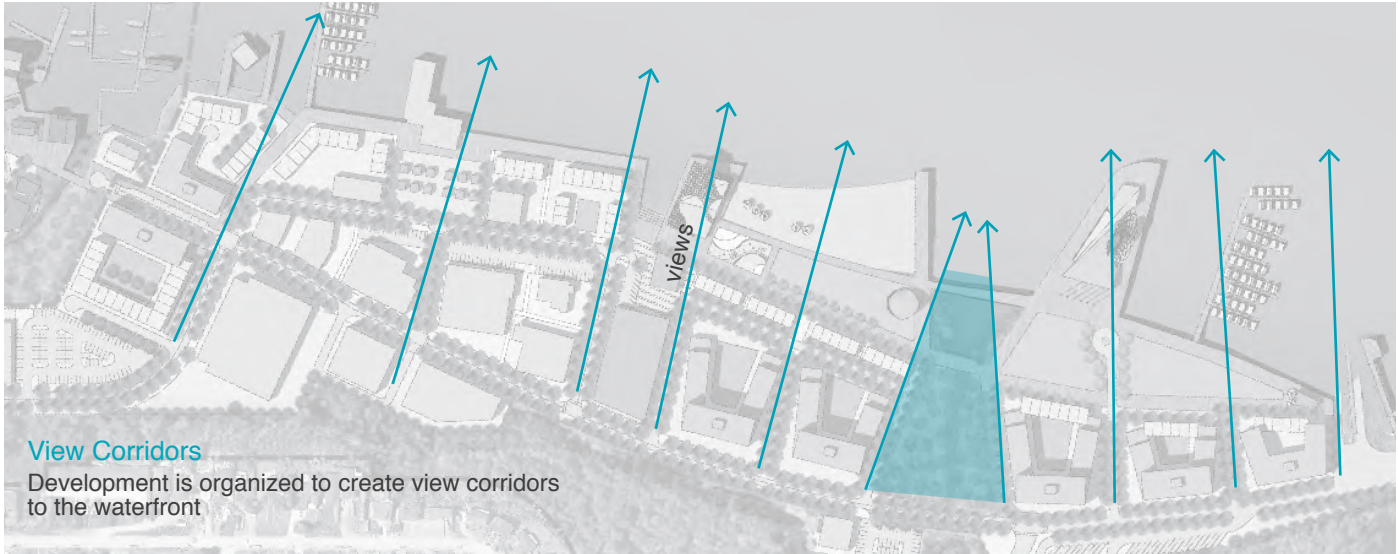 views
View Corridors
Development is organized to create view corridors
to the waterfront